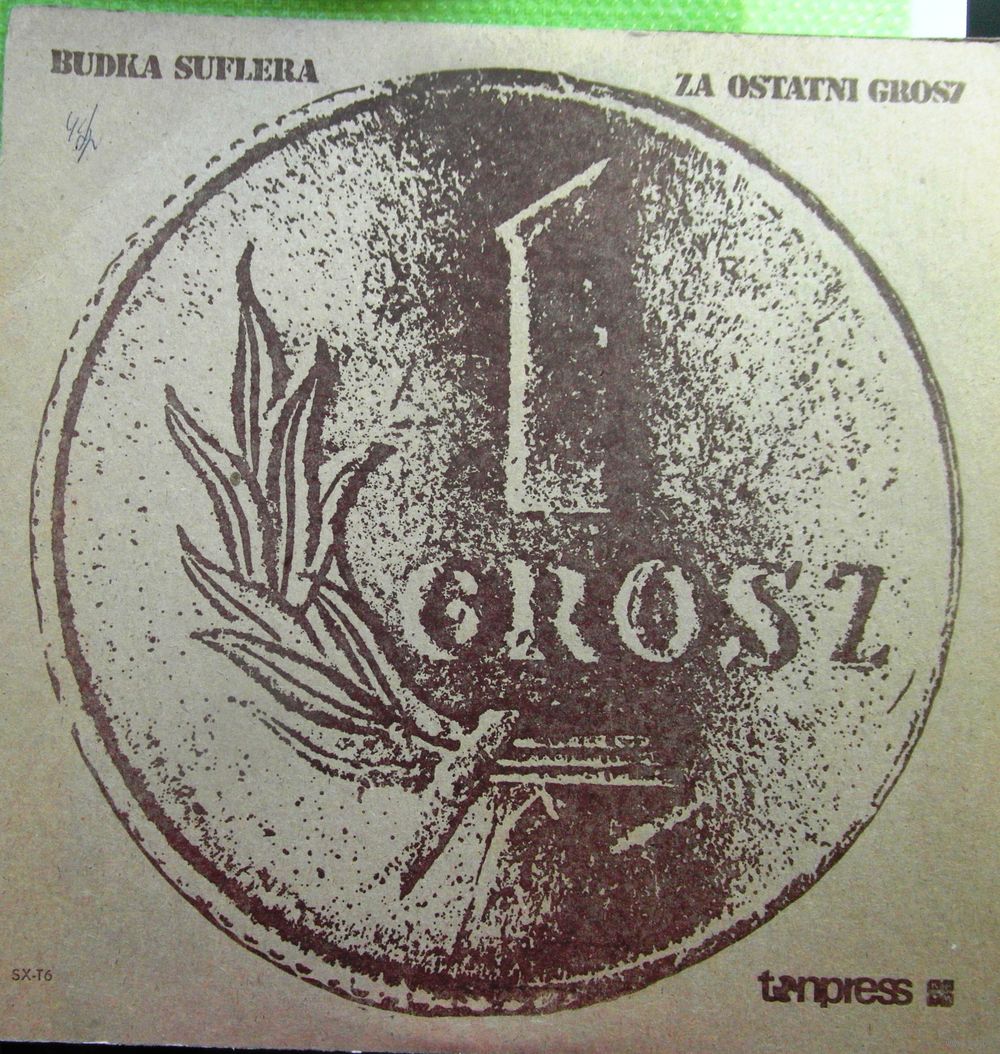 BUDKA SUFLERA
ZA OSTATNI GROSZ
1
GROSZ
SX-T6
tonpress